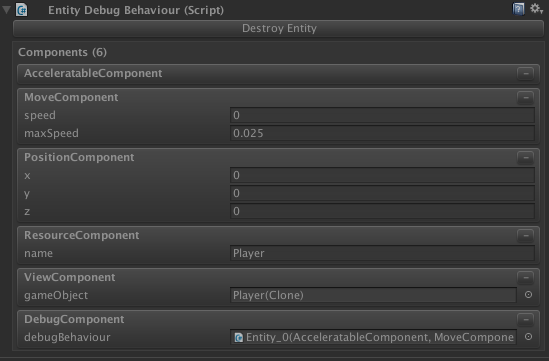 Entity Debug Behaviour (Script)
Destroy Entity
Components (6)
AcceleratableComponent
MoveComponent
speed 0
maxSpeed 0.025
PositionComponent
x 0
y 0
z 0
ResourceComponent
name Player
ViewComponent
gameObject Player(Clone)
DebugComponent
debugBehaviour Entity_0(AcceleratableComponent, MoveCompone